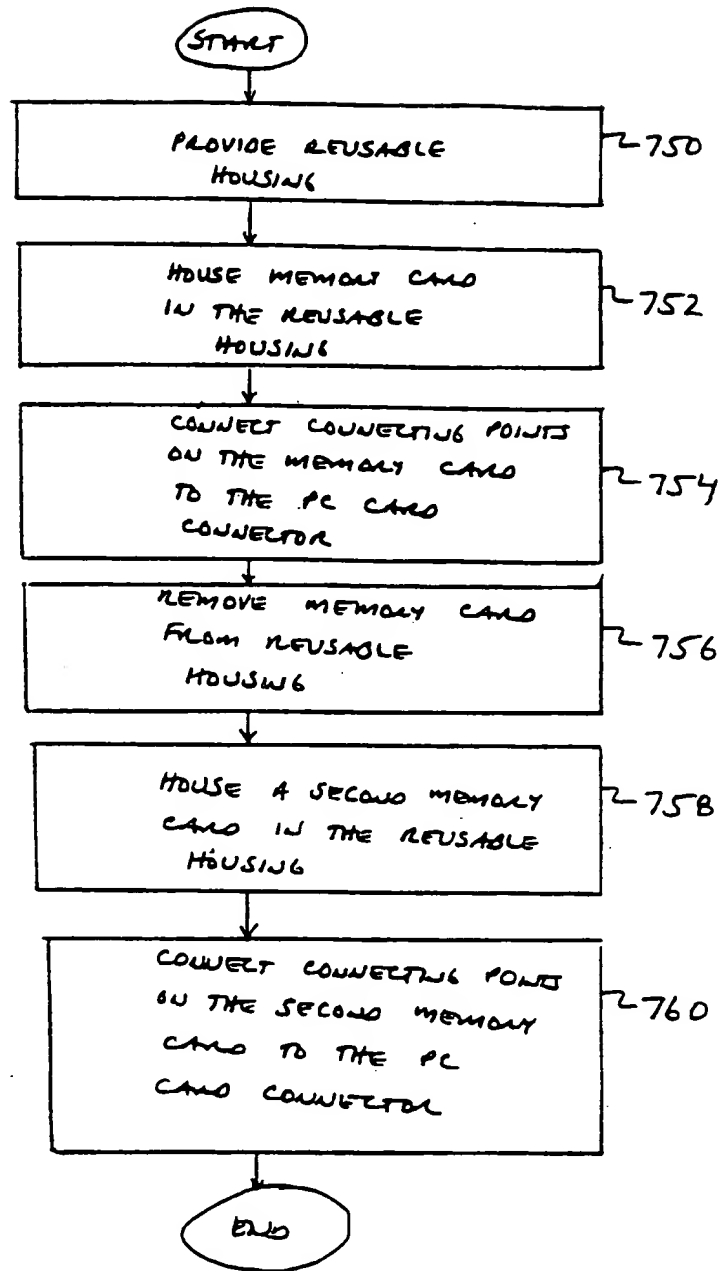 START
PROVIDE REUSABLE
HOUSING
750
HOUSE MEMORY CARD
IN THE REUSABLE
HOUSING
752
CONNECT CONNECTING POINTS
ON THE MEMORY CARD
TO THE PC CARD
CONNECTOR
754
REMOVE MEMORY CARD
FROM REUSABLE
HOUSING
756
HOUSE A SECOND MEMORY
CARD IN THE REUSABLE
HOUSING
758
CONNECT CONNECTING POINTS
ON THE SECOND MEMORY
CARD TO THE PC
CARD CONNECTOR
760
END